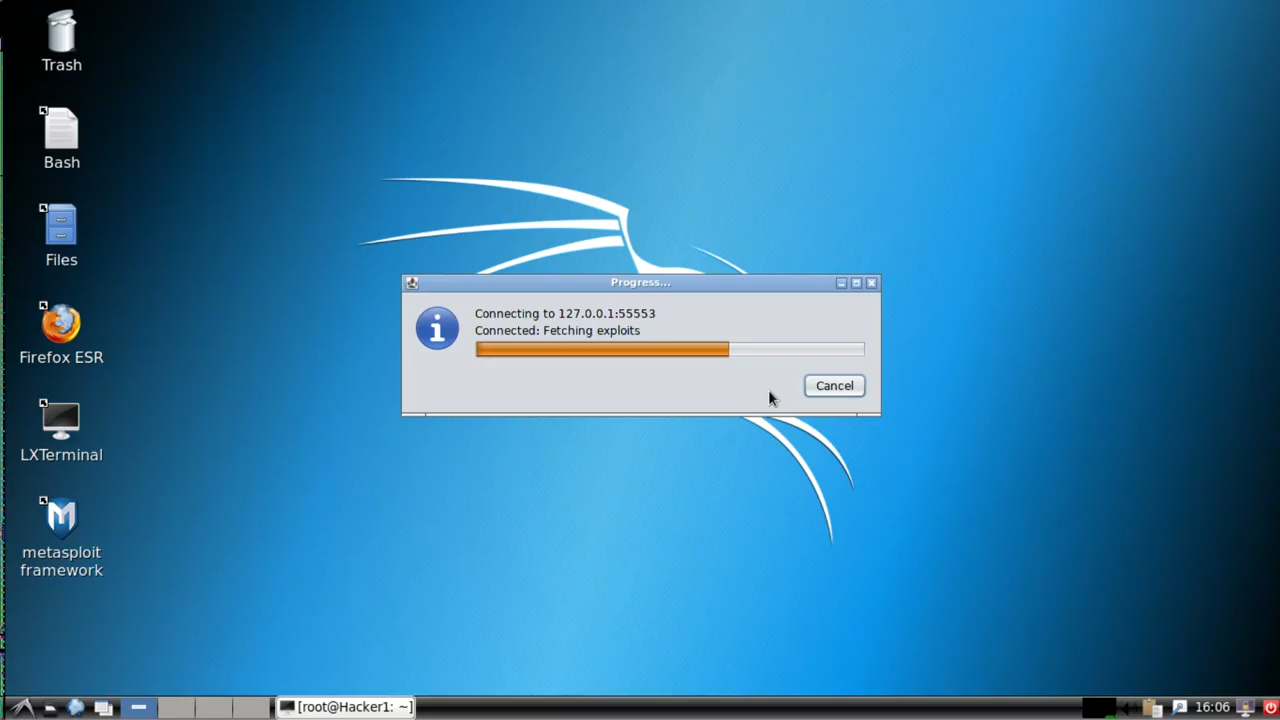 Trash
Bash
Files
Firefox ESR
LXTerminal
metasploit
framework
Progress...
Connecting to 127.0.0.1:55553
Connected: Fetching exploits
Cancel
[root@Hacker1: ~]
16:06